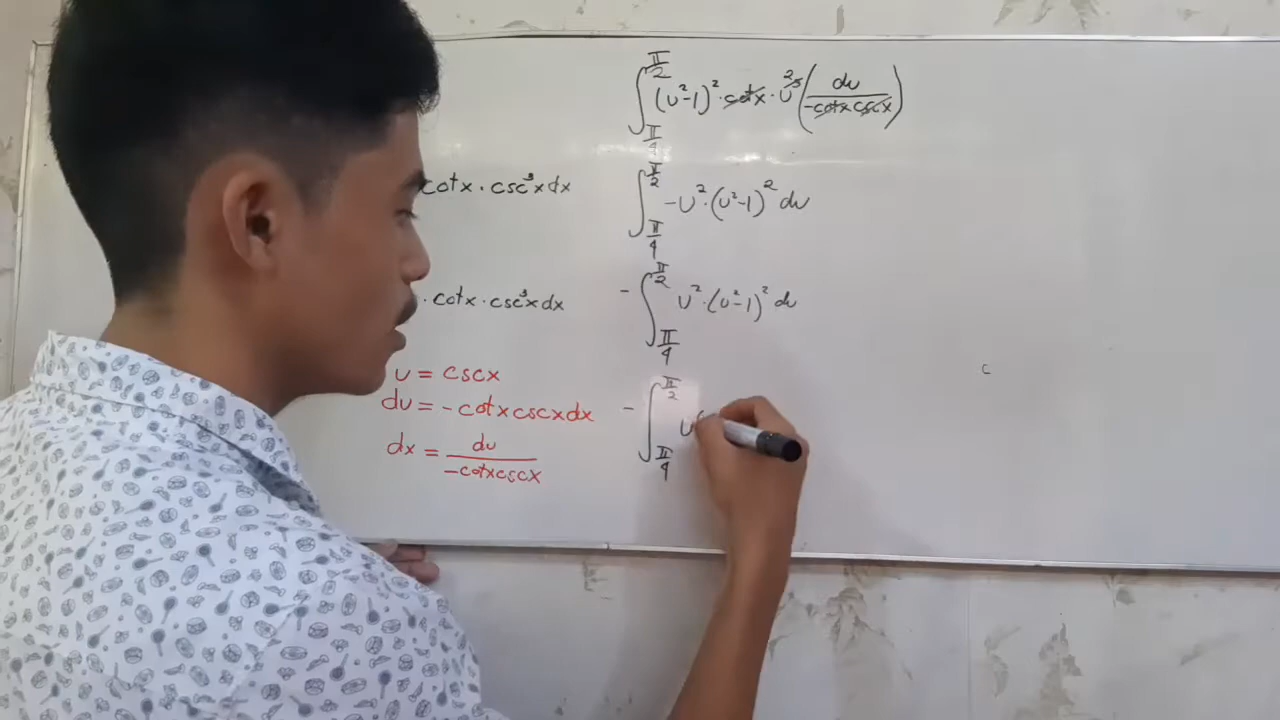 cotx · csc³x dx
· cotx · csc³x dx
u = cscx
du = -cotxcscxdx
dx = du/-cotxcscx
∫_{π/4}^{π/2} (u²-1)² · cotx · u²³ (du/-cotxcscx)
∫_{π/4}^{π/2} -u² · (u²-1)² du
- ∫_{π/4}^{π/2} u² · (u²-1)² du
- ∫_{π/4}^{π/2} u
c